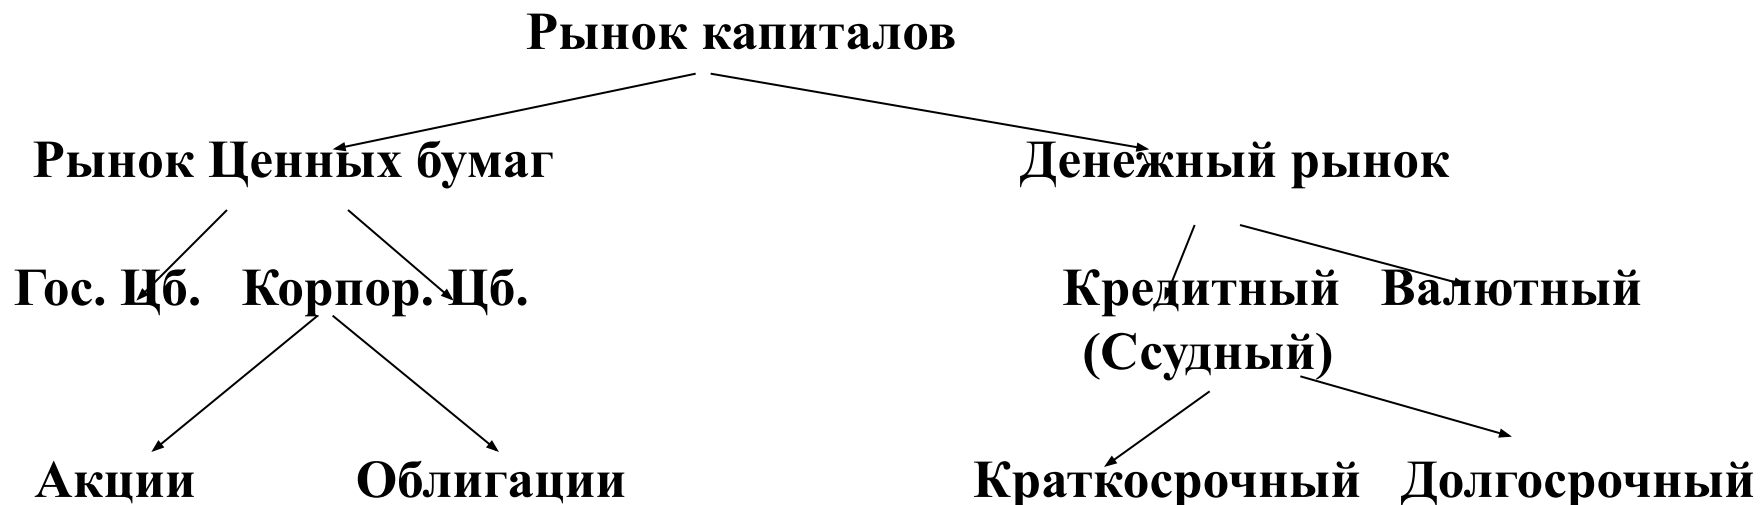 Рынок капиталов
Рынок Ценных бумаг Денежный рынок
Гос. Цб. Корпор. Цб. Кредитный Валютный
(Ссудный)
Акции Облигации Краткосрочный Долгосрочный